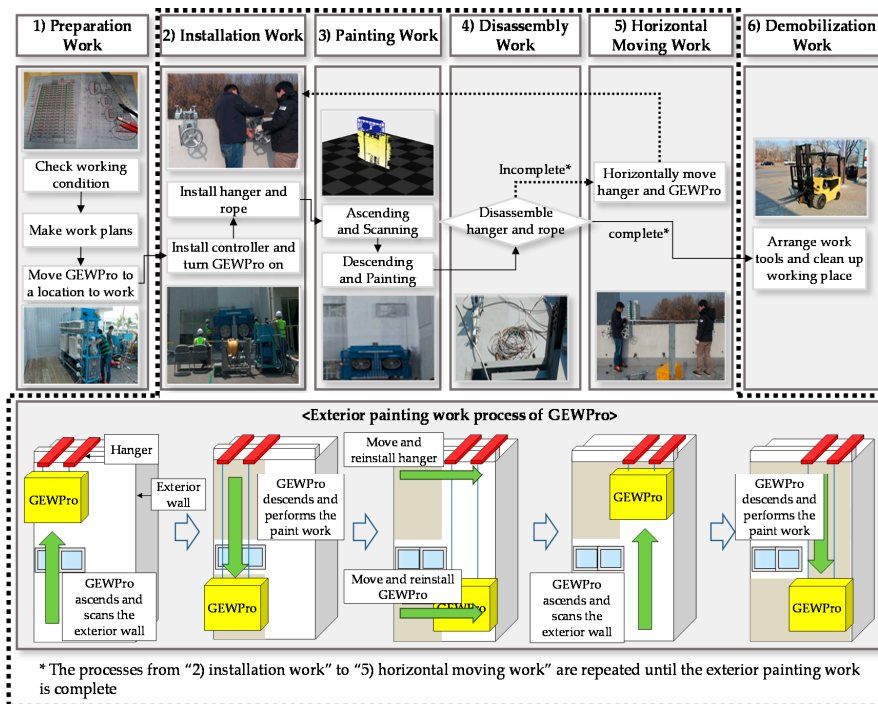 1) Preparation
Work
2) Installation Work
3) Painting Work
4) Disassembly
Work
5) Horizontal
Moving Work
6) Demobilization
Work
Check working
condition
Make work plans
Move GEWPro to
a location to work
Install hanger and
rope
Install controller and
turn GEWPro on
Ascending
and Scanning
Descending
and Painting
Incomplete*
Disassemble
hanger and rope
complete*
Horizontally move
hanger and GEWPro
Arrange work
tools and clean up
working place
<Exterior painting work process of GEWPro>
Hanger
GEWPro
Exterior
wall
GEWPro
ascends and
scans the
exterior wall
GEWPro
descends and
performs the
paint work
GEWPro
Move and
reinstall hanger
Move and reinstall
GEWPro
GEWPro
GEWPro
GEWPro
ascends and
scans the
exterior wall
GEWPro
descends and
performs the
paint work
GEWPro
* The processes from “2) installation work” to “5) horizontal moving work” are repeated until the exterior painting work
is complete